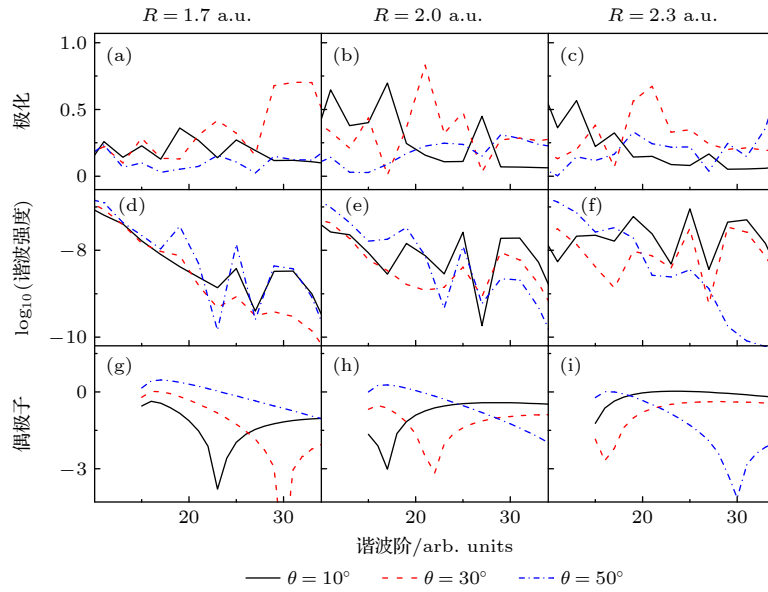 R = 1.7 a.u. R = 2.0 a.u. R = 2.3 a.u.
1.0 (a) (b) (c)
极化
0.5
0
(d) (e) (f)
log₁₀(谐波强度)
−8
−10
(g) (h) (i)
0
偶极子
−3
20 30 20 30 20 30
谐波阶/arb. units
θ = 10° θ = 30° θ = 50°